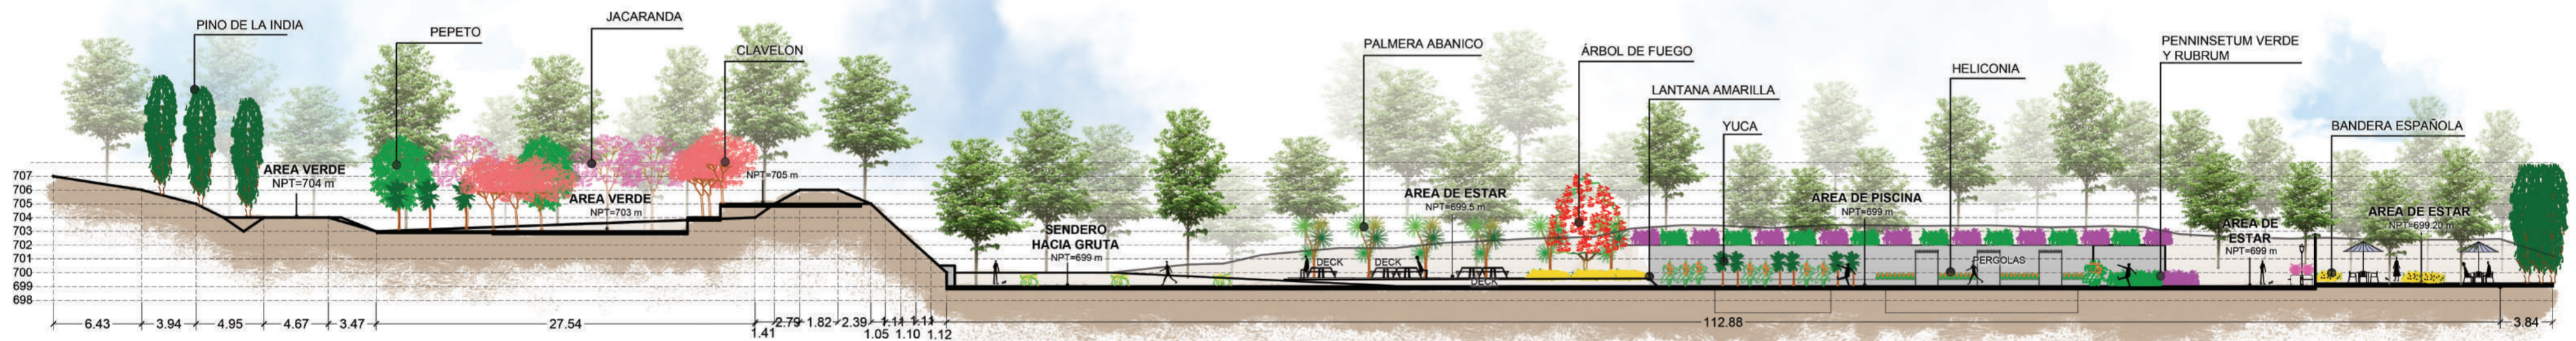 PINO DE LA INDIA
PEPETO
JACARANDA
CLAVELON
PALMERA ABANICO
ÁRBOL DE FUEGO
LANTANA AMARILLA
YUCA
HELICONIA
PENNINSETUM VERDE
Y RUBRUM
BANDERA ESPAÑOLA
AREA VERDE
NPT=704 m
AREA VERDE
NPT=703 m
NPT=705 m
SENDERO
HACIA GRUTA
NPT=699 m
AREA DE ESTAR
NPT=699.5 m
DECK
DECK
DECK
AREA DE PISCINA
NPT=699 m
PERGOLAS
AREA DE
ESTAR
NPT=699 m
AREA DE ESTAR
NPT=699.20 m
707
706
705
704
703
702
701
700
699
698
6.43
3.94
4.95
4.67
3.47
27.54
1.41
2.79
1.82
2.39
1.05
1.11
1.10
1.12
112.88
3.84